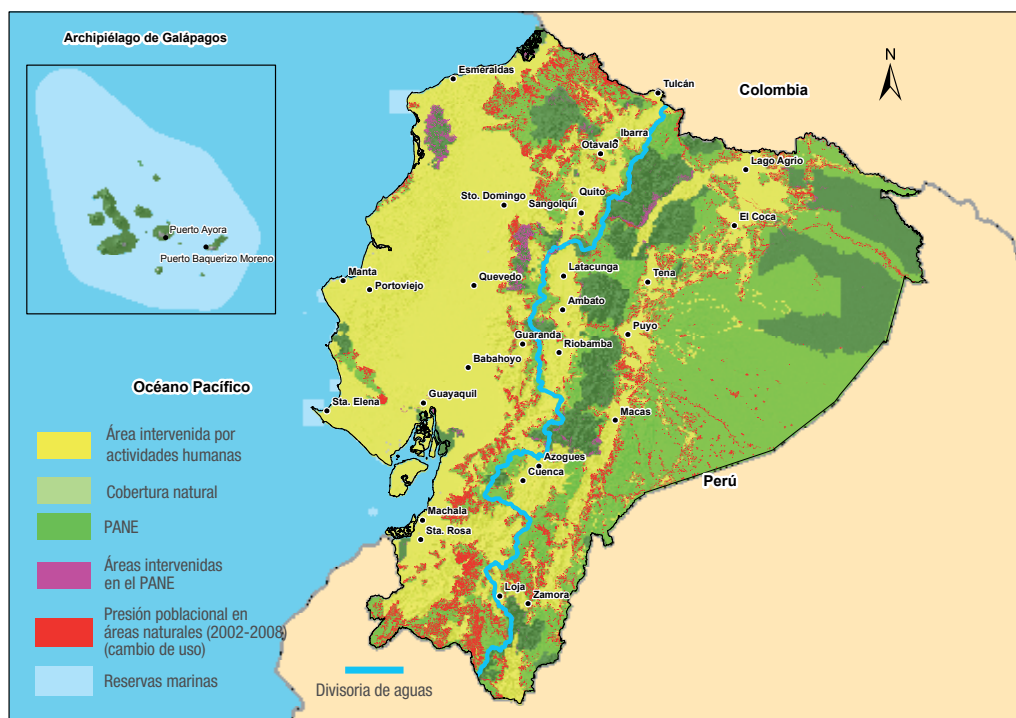 Archipiélago de Galápagos
Puerto Ayora
Puerto Baquerizo Moreno
Esmeraldas
Tulcán
Colombia
N
Ibarra
Otavalo
Lago Agrio
Sto. Domingo
Quito
Sangolquí
El Coca
Manta
Portoviejo
Quevedo
Latacunga
Tena
Ambato
Guaranda
Puyo
Riobamba
Babahoyo
Océano Pacífico
Sta. Elena
Guayaquil
Macas
Azogues
Cuenca
Perú
Machala
Sta. Rosa
Loja
Zamora
Área intervenida por
actividades humanas
Cobertura natural
PANE
Áreas intervenidas
en el PANE
Presión poblacional en
áreas naturales (2002-2008)
(cambio de uso)
Reservas marinas
Divisoria de aguas